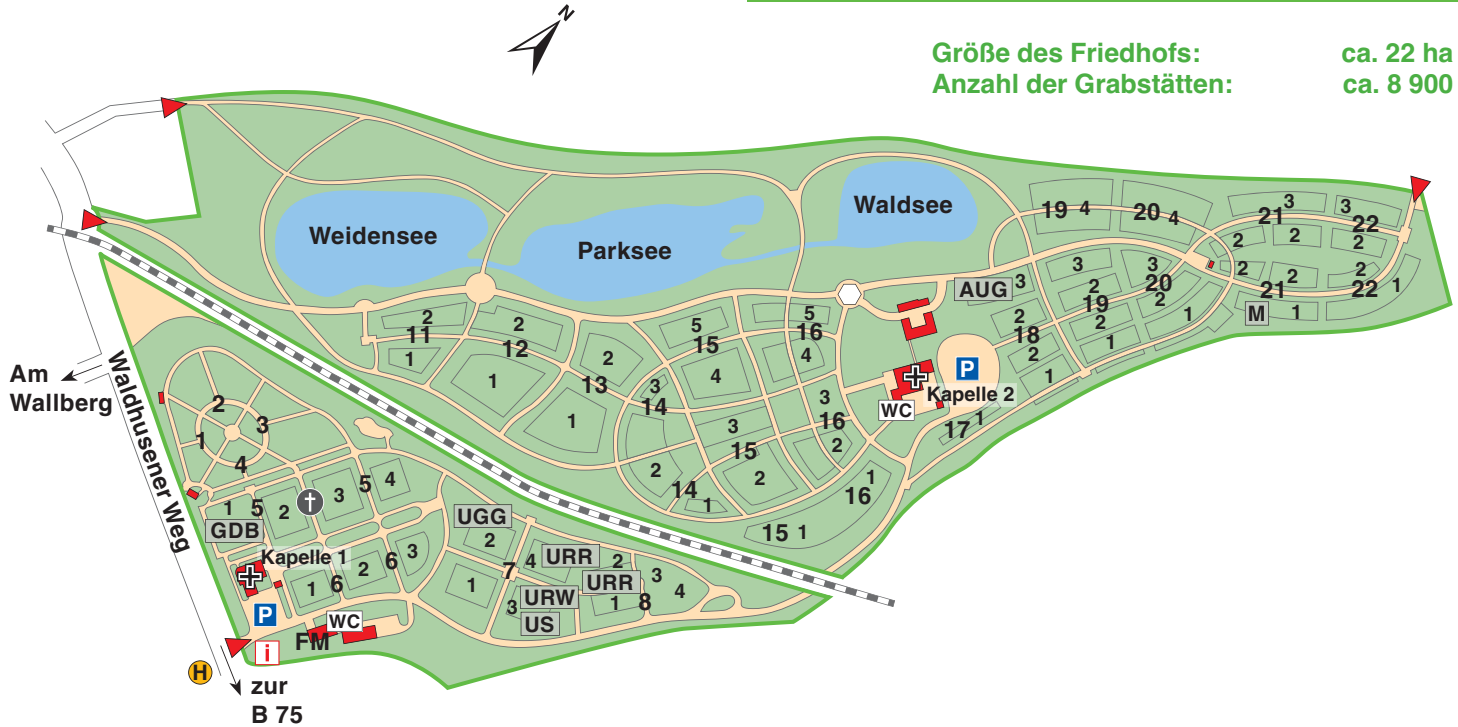 N
Größe des Friedhofs: ca. 22 ha
Anzahl der Grabstätten: ca. 8 900
Weidensee
Parksee
Waldsee
19 4 20 4
21 3 3 22
2 2 2
AUG 3
3 3 20
2 2 2 2
21 22 1
M 1
2 19 2
2 18 2 1
2 1
1
2 11 1
2 12 1
2 13 1
5 15 4
5 16 4
3 14
3 15 2
3 16 2
2 14 1
15 1
1 16
P
Kapelle 2
WC
17 1
Am
Wallberg
Waldhusener Weg
2
3
1
4
1 5 2
3 5 4
GDB
Kapelle 1
1 6 2 6 3
P
WC
FM
i
H
zur
B 75
UGG
2
1 7
4 URR 2
URR
3 URW
1 8
3 4
US